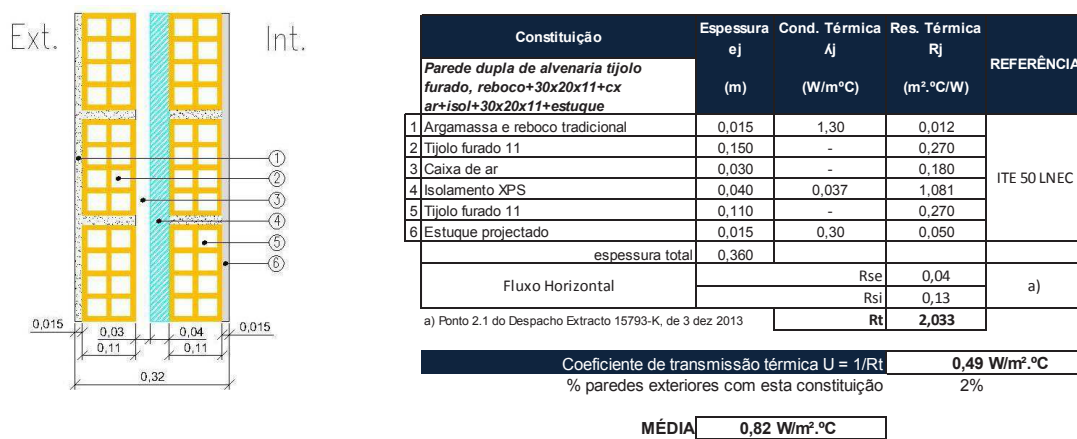 Ext.
Int.
1
2
3
4
5
6
0,015
0,03
0,04
0,015
0,11
0,11
0,32
Constituição
Espessura
ej
(m)
Cond. Térmica
λj
(W/mºC)
Res. Térmica
Rj
(m².ºC/W)
REFERÊNCIA
Parede dupla de alvenaria tijolo
furado, reboco+30x20x11+cx
ar+isol+30x20x11+estuque
1 Argamassa e reboco tradicional 0,015 1,30 0,012
2 Tijolo furado 11 0,150 - 0,270
3 Caixa de ar 0,030 - 0,180
4 Isolamento XPS 0,040 0,037 1,081
5 Tijolo furado 11 0,110 - 0,270
6 Estuque projectado 0,015 0,30 0,050
ITE 50 LNEC
espessura total 0,360
Fluxo Horizontal
Rse 0,04
Rsi 0,13
a)
a) Ponto 2.1 do Despacho Extracto 15793-K, de 3 dez 2013
Rt 2,033
Coeficiente de transmissão térmica U = 1/Rt 0,49 W/m².ºC
% paredes exteriores com esta constituição 2%
MÉDIA 0,82 W/m².ºC